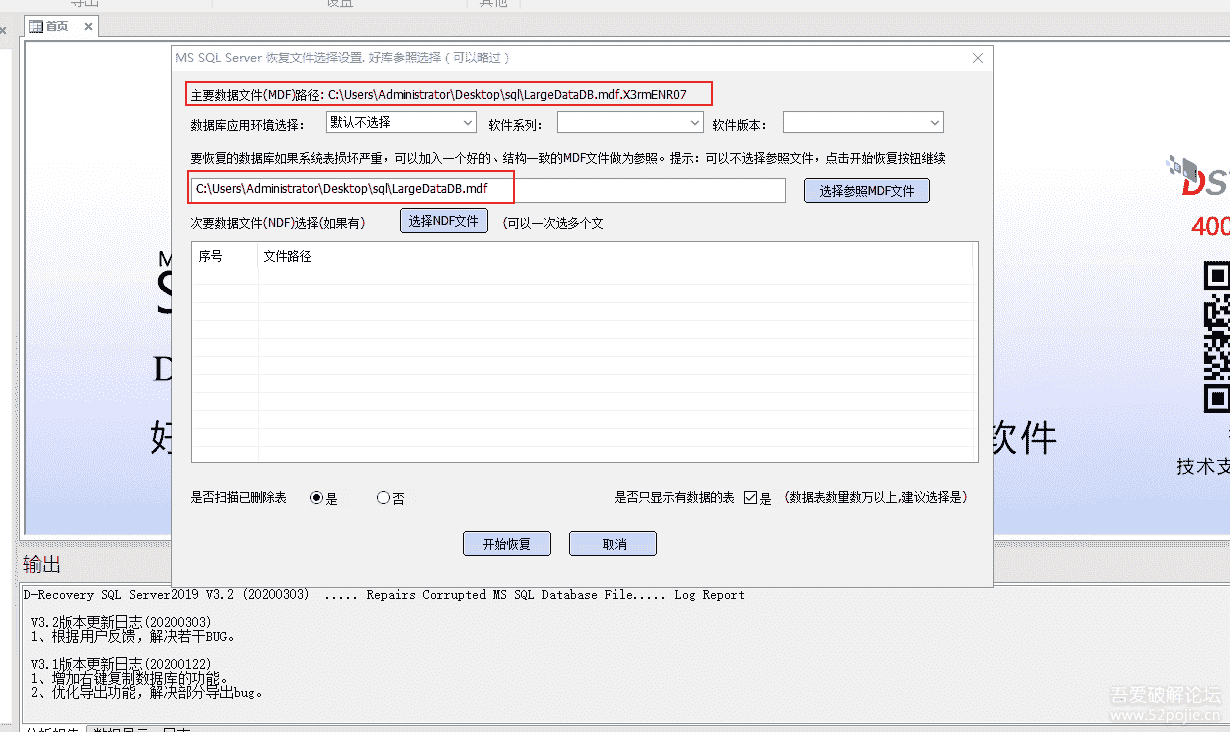 导出 设置 其他
首页
MS SQL Server 恢复文件选择设置, 好库参照选择 ( 可以略过 )
主要数据文件(MDF)路径: C:\Users\Administrator\Desktop\sql\LargeDataDB.mdf.X3rmENR07
数据库应用环境选择: 默认不选择 软件系列: 软件版本:
要恢复的数据库如果系统表损坏严重，可以加入一个好的、结构一致的MDF文件做为参照。提示：可以不选择参照文件，点击开始恢复按钮继续
C:\Users\Administrator\Desktop\sql\LargeDataDB.mdf 选择参照MDF文件
次要数据文件(NDF)选择(如果有) 选择NDF文件 (可以一次选多个文
序号 文件路径
是否扫描已删除表 是 否 是否只显示有数据的表 是 (数据表数量数万以上,建议选择是)
开始恢复 取消
M
S
D
好
软件
DS
400
技术支
输出
D-Recovery SQL Server2019 V3.2 (20200303) ..... Repairs Corrupted MS SQL Database File..... Log Report
V3.2版本更新日志(20200303)
1、根据用户反馈，解决若干BUG。
V3.1版本更新日志(20200122)
1、增加右键复制数据库的功能。
2、优化导出功能，解决部分导出bug。
吾爱破解论坛
www.52pojie.cn